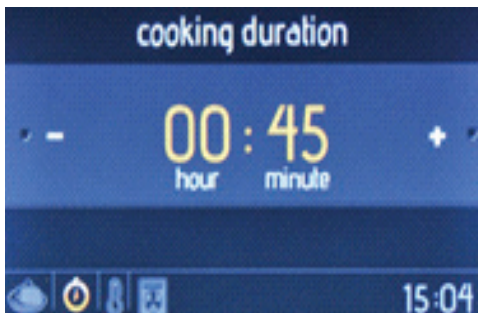 cooking duration
- 00 : 45 +
hour minute
15:04